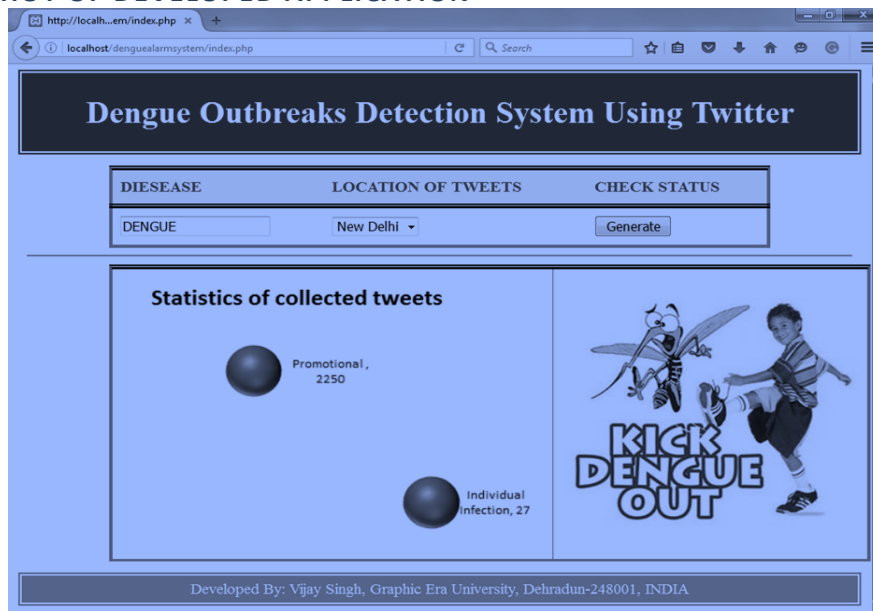 http://localh...em/index.php × +
localhost/denguealarmsystem/index.php
Search
Dengue Outbreaks Detection System Using Twitter
DIESEASE LOCATION OF TWEETS CHECK STATUS
DENGUE New Delhi Generate
Statistics of collected tweets
Promotional ,
2250
Individual
Infection, 27
KICK
DENGUE
OUT
Developed By: Vijay Singh, Graphic Era University, Dehradun-248001, INDIA